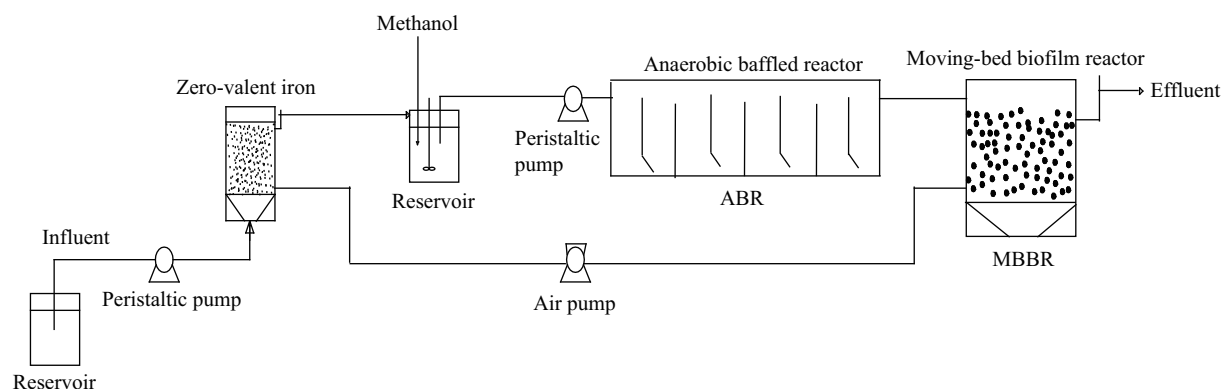 Methanol
Anaerobic baffled reactor
Moving-bed biofilm reactor
Zero-valent iron
Effluent
Peristaltic
pump
Reservoir
ABR
Influent
MBBR
Peristaltic pump
Air pump
Reservoir